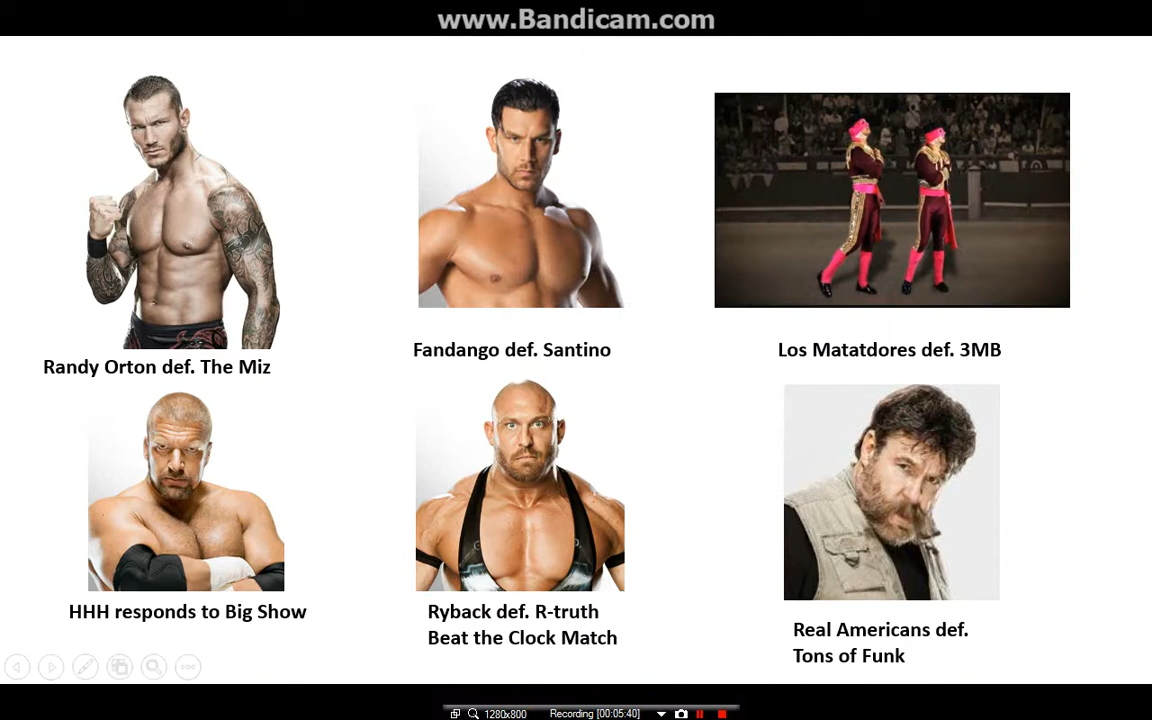 www.Bandicam.com
Randy Orton def. The Miz
Fandango def. Santino
Los Matatdores def. 3MB
HHH responds to Big Show
Ryback def. R-truth
Beat the Clock Match
Real Americans def.
Tons of Funk
1280x800
Recording [00:05:40]